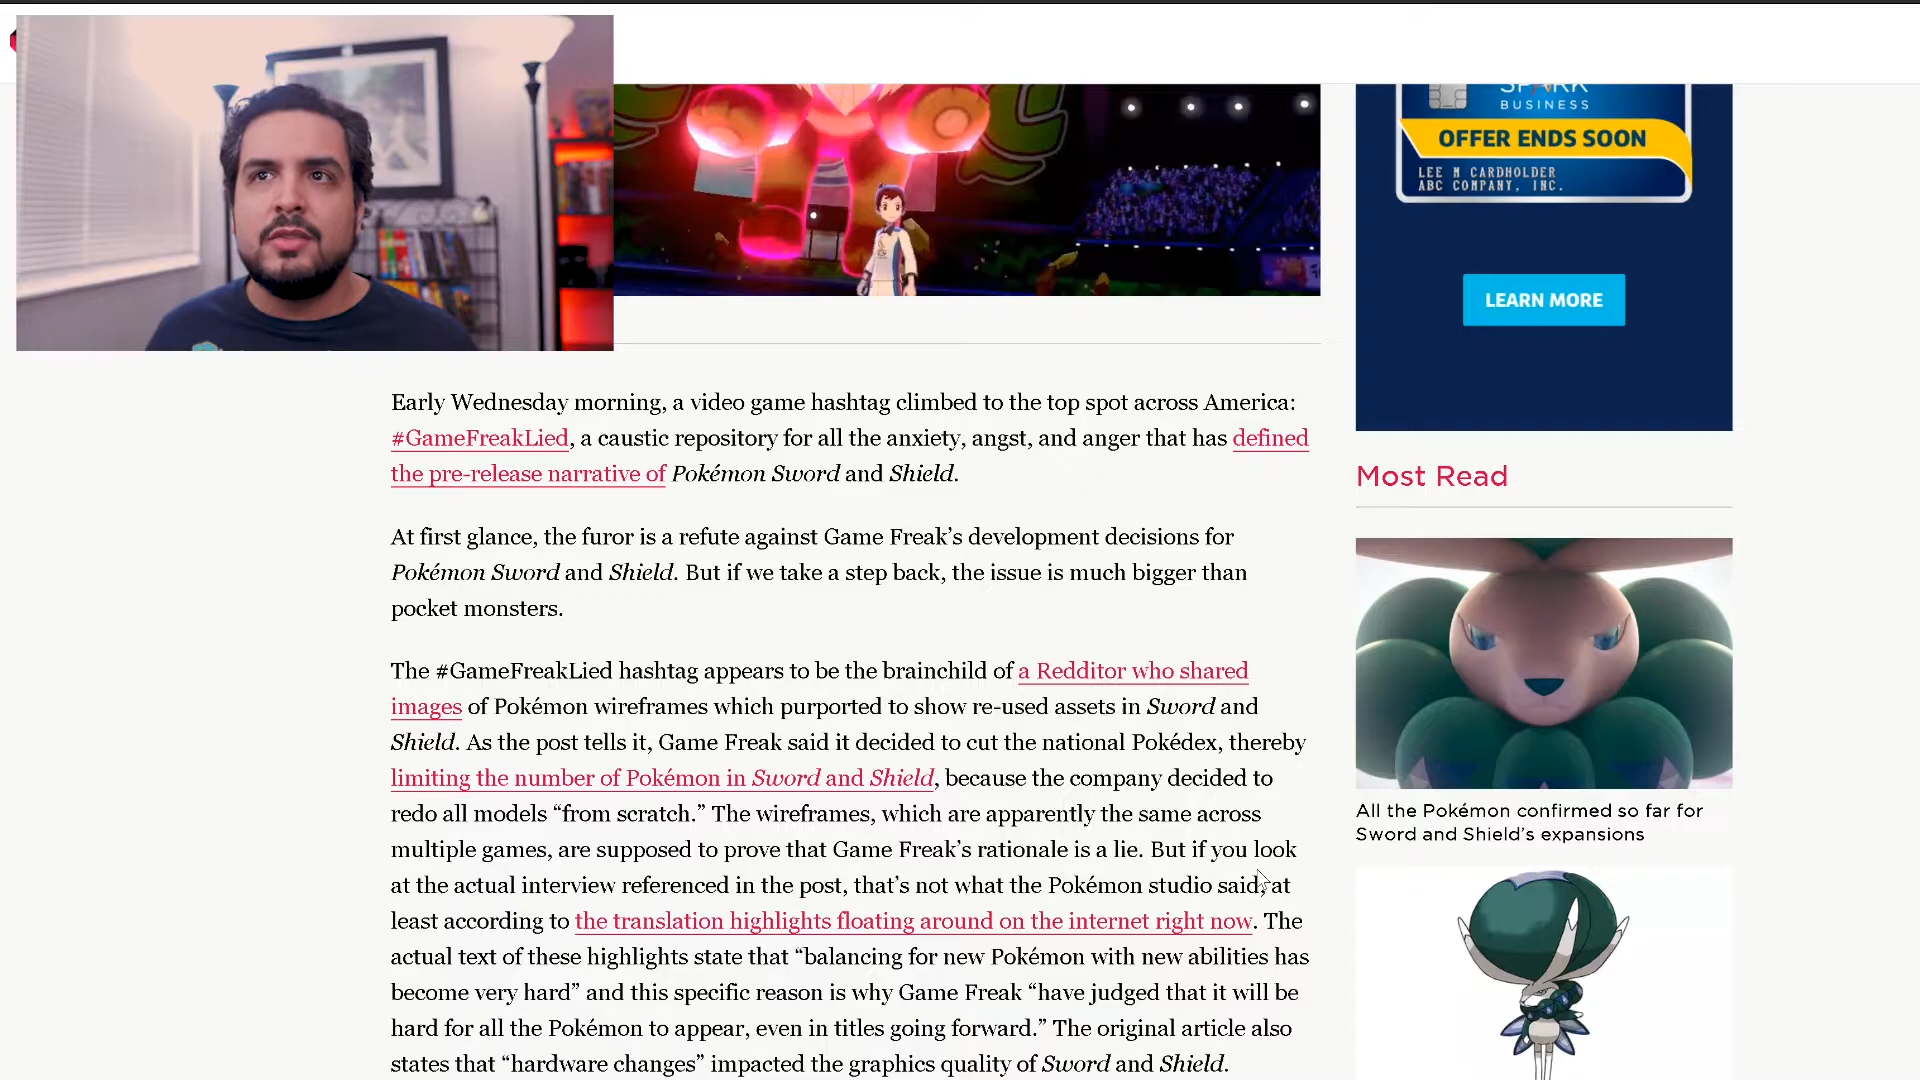 SPARK
BUSINESS
OFFER ENDS SOON
LEE M CARDHOLDER
ABC COMPANY, INC.
LEARN MORE
Early Wednesday morning, a video game hashtag climbed to the top spot across America:
#GameFreakLied, a caustic repository for all the anxiety, angst, and anger that has defined
the pre-release narrative of Pokémon Sword and Shield.
At first glance, the furor is a refute against Game Freak’s development decisions for
Pokémon Sword and Shield. But if we take a step back, the issue is much bigger than
pocket monsters.
The #GameFreakLied hashtag appears to be the brainchild of a Redditor who shared
images of Pokémon wireframes which purported to show re-used assets in Sword and
Shield. As the post tells it, Game Freak said it decided to cut the national Pokédex, thereby
limiting the number of Pokémon in Sword and Shield, because the company decided to
redo all models “from scratch.” The wireframes, which are apparently the same across
multiple games, are supposed to prove that Game Freak’s rationale is a lie. But if you look
at the actual interview referenced in the post, that’s not what the Pokémon studio said, at
least according to the translation highlights floating around on the internet right now. The
actual text of these highlights state that “balancing for new Pokémon with new abilities has
become very hard” and this specific reason is why Game Freak “have judged that it will be
hard for all the Pokémon to appear, even in titles going forward.” The original article also
states that “hardware changes” impacted the graphics quality of Sword and Shield.
Most Read
All the Pokémon confirmed so far for
Sword and Shield’s expansions